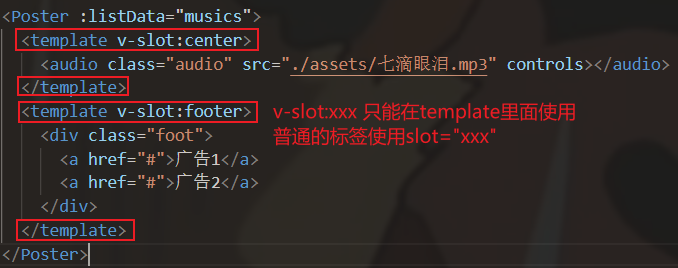 <Poster :listData="musics">
<template v-slot:center>
<audio class="audio" src="./assets/七滴眼泪.mp3" controls></audio>
</template>
<template v-slot:footer>
v-slot:xxx 只能在template里面使用
普通的标签使用slot="xxx"
<div class="foot">
<a href="#">广告1</a>
<a href="#">广告2</a>
</div>
</template>
</Poster>